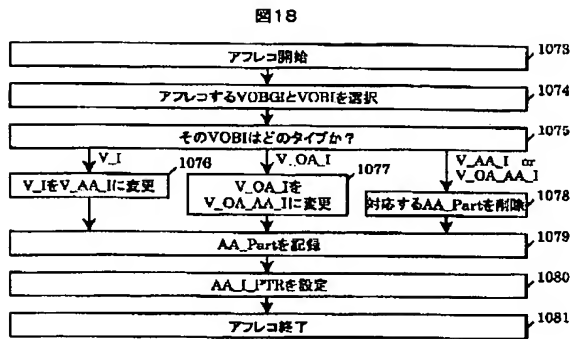 図18
アフレコ開始
1073
アフレコするVOBGIとVOBIを選択
1074
そのVOBIはどのタイプか?
1075
V_I
1076
V_OA_I
1077
V_AA_I or
V_OA_AA_I
V_IをV_AA_Iに変更
V_OA_Iを
V_OA_AA_Iに変更
対応するAA_Partを削除
1078
AA_Partを記録
1079
AA_I_PTRを設定
1080
アフレコ終了
1081